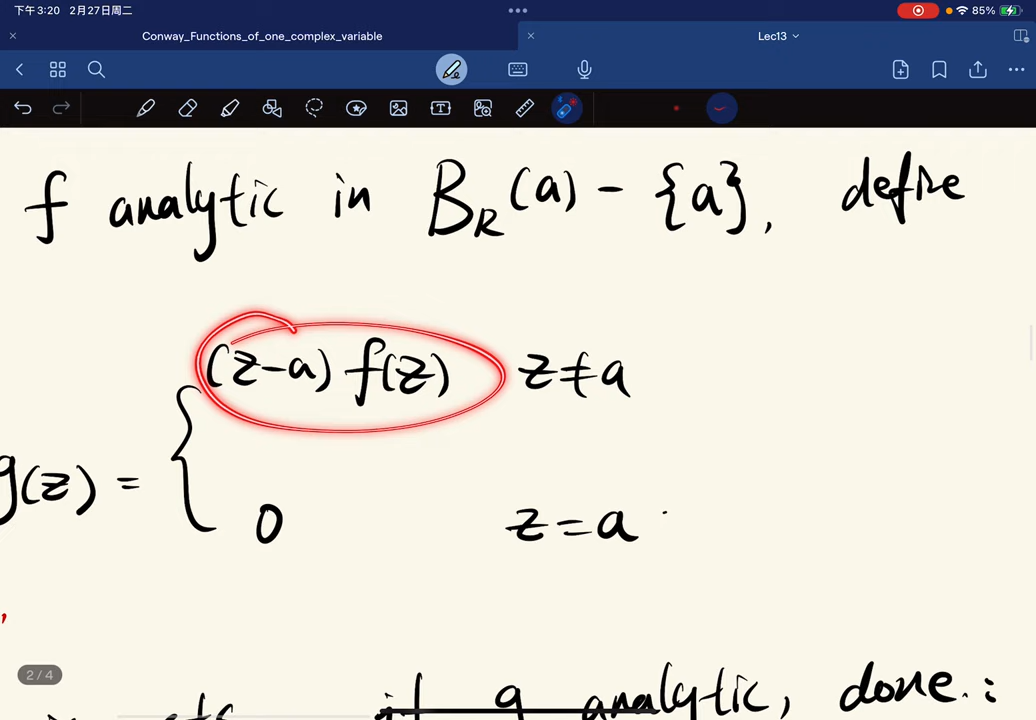 下午3:20 2月27日周二
85%
Conway_Functions_of_one_complex_variable
Lec13
f analytic in B_R(a) - {a}, define
(z-a) f(z) z≠a
g(z) = {
0 z=a
2 / 4
if g analytic, done.: